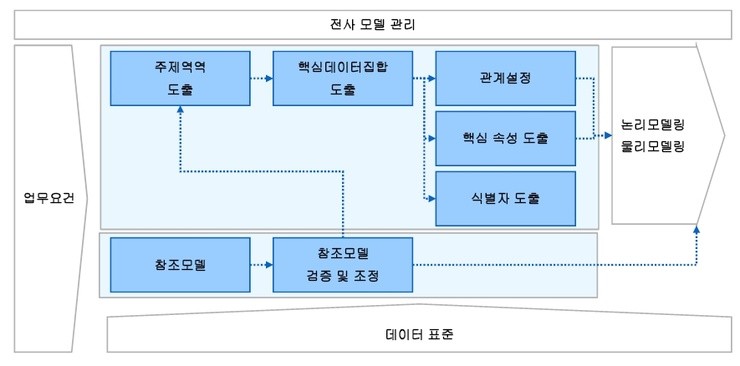 전사 모델 관리
업무요건
주제역역
도출
핵심데이터집합
도출
관계설정
핵심 속성 도출
식별자 도출
논리모델링
물리모델링
참조모델
참조모델
검증 및 조정
데이터 표준